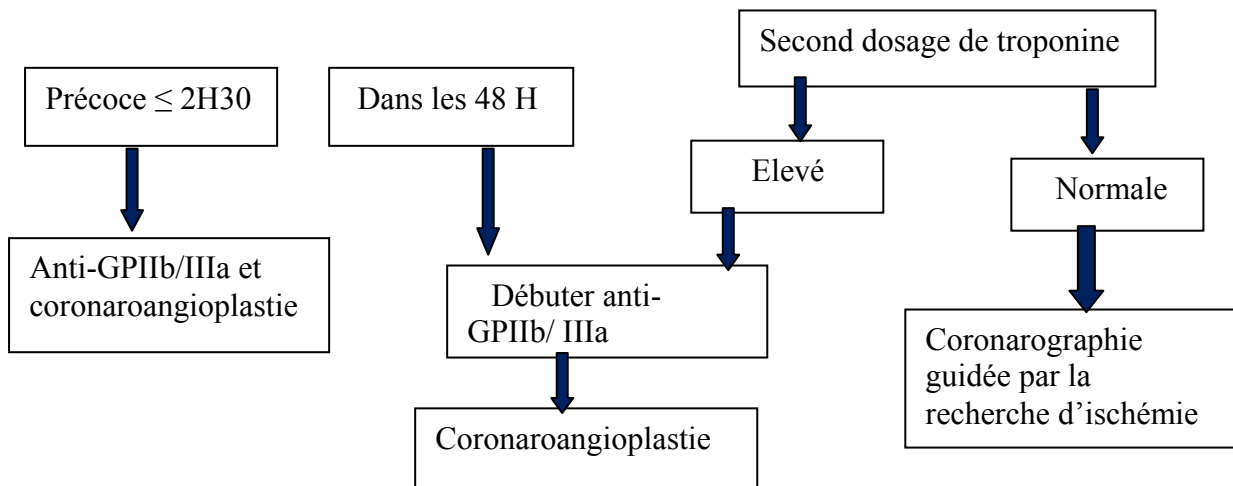 Second dosage de troponine
Précoce ≤ 2H30
Dans les 48 H
Elevé
Normale
Anti-GPIIb/IIIa et
coronaroangioplastie
Débuter anti-
GPIIb/ IIIa
Coronarographie
guidée par la
recherche d’ischémie
Coronaroangioplastie